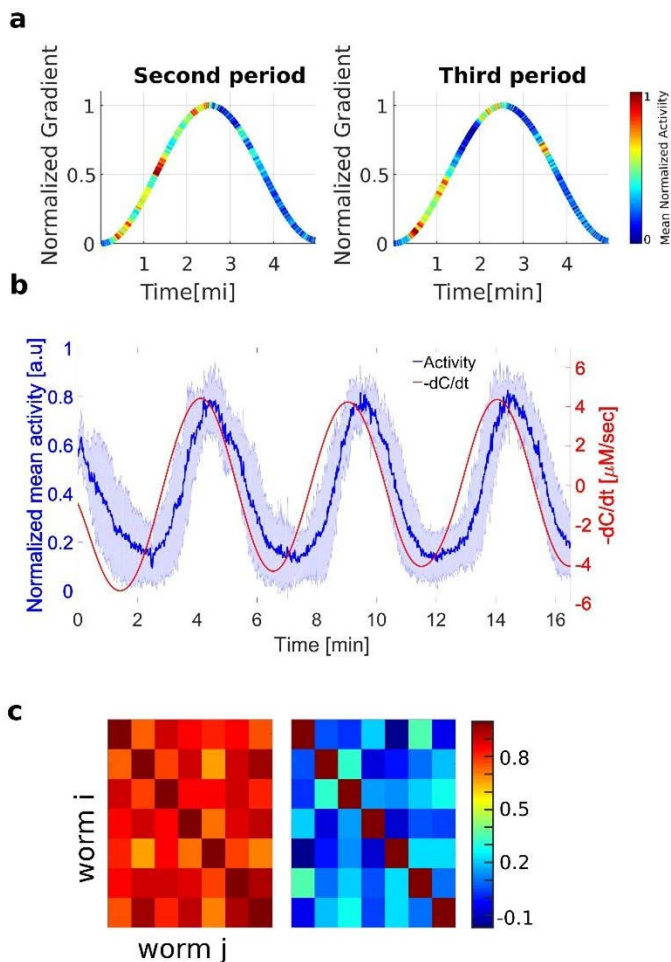 a
Second period
Third period
Normalized Gradient
1
0.5
0
1 2 3 4
Time[mi]
Normalized Gradient
1
0.5
0
1 2 3 4
Time[min]
1
0
Mean Normalized Activity
b
Normalized mean activity [a.u]
1
0.8
0.6
0.4
0.2
0
Activity
-dC/dt
6
4
2
0
-2
-4
-6
-dC/dt [µM/sec]
0 2 4 6 8 10 12 14 16
Time [min]
c
worm i
worm j
0.8
0.5
0.2
-0.1